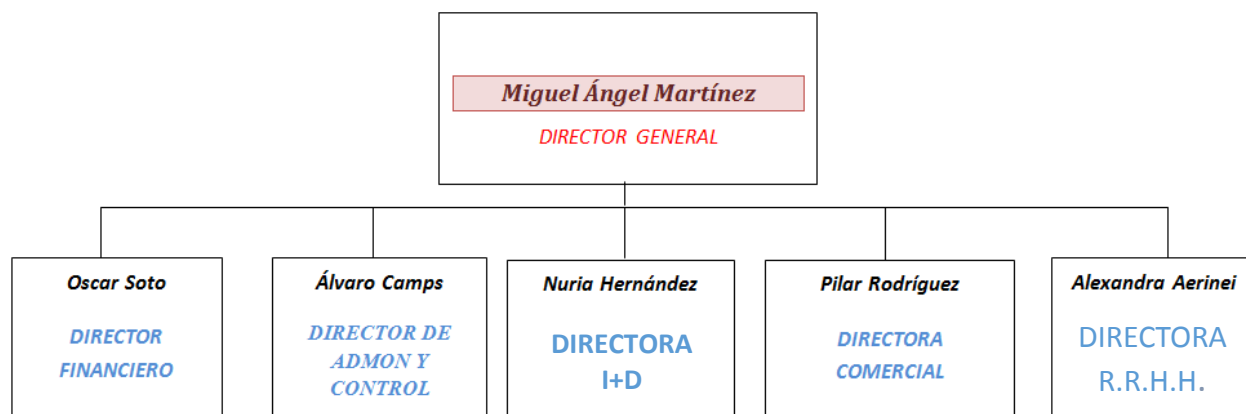 Miguel Ángel Martínez
DIRECTOR GENERAL
Oscar Soto
DIRECTOR
FINANCIERO
Álvaro Camps
DIRECTOR DE
ADMON Y
CONTROL
Nuria Hernández
DIRECTORA
I+D
Pilar Rodríguez
DIRECTORA
COMERCIAL
Alexandra Aerinei
DIRECTORA
R.R.H.H.